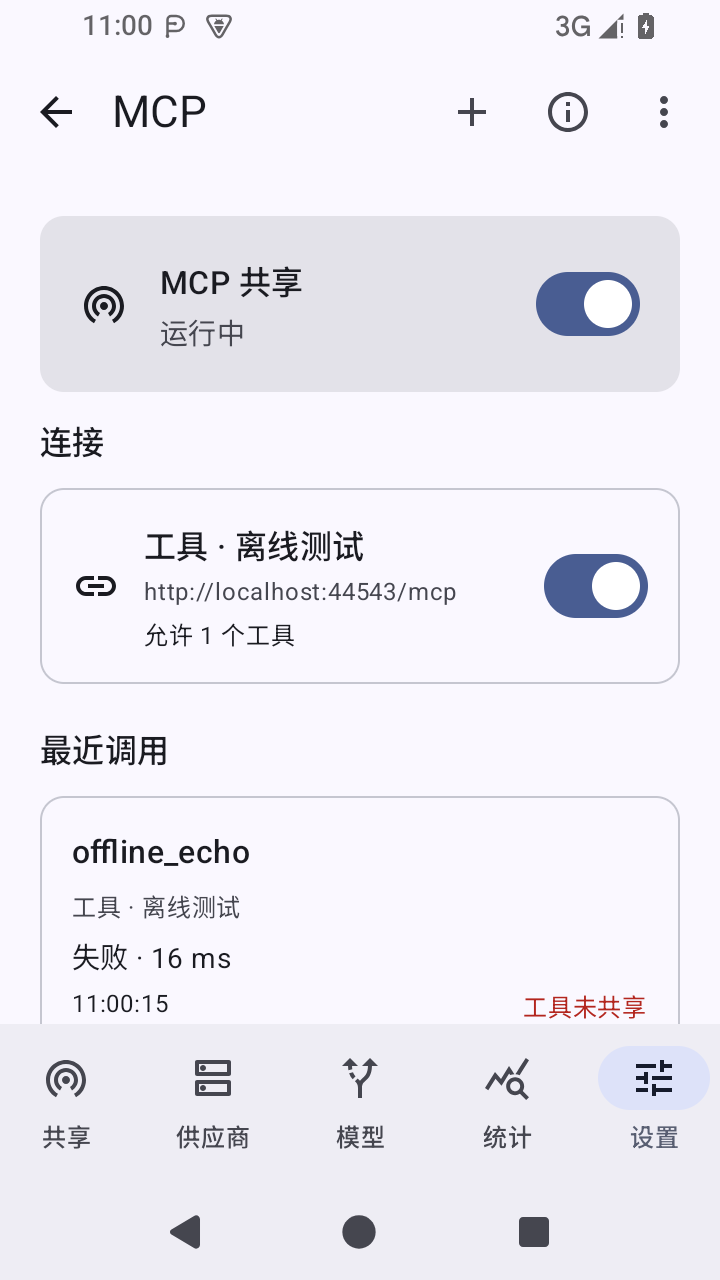 11:00
3G
MCP
MCP 共享
运行中
连接
工具 · 离线测试
http://localhost:44543/mcp
允许 1 个工具
最近调用
offline_echo
工具 · 离线测试
失败 · 16 ms
11:00:15
工具未共享
共享
供应商
模型
统计
设置